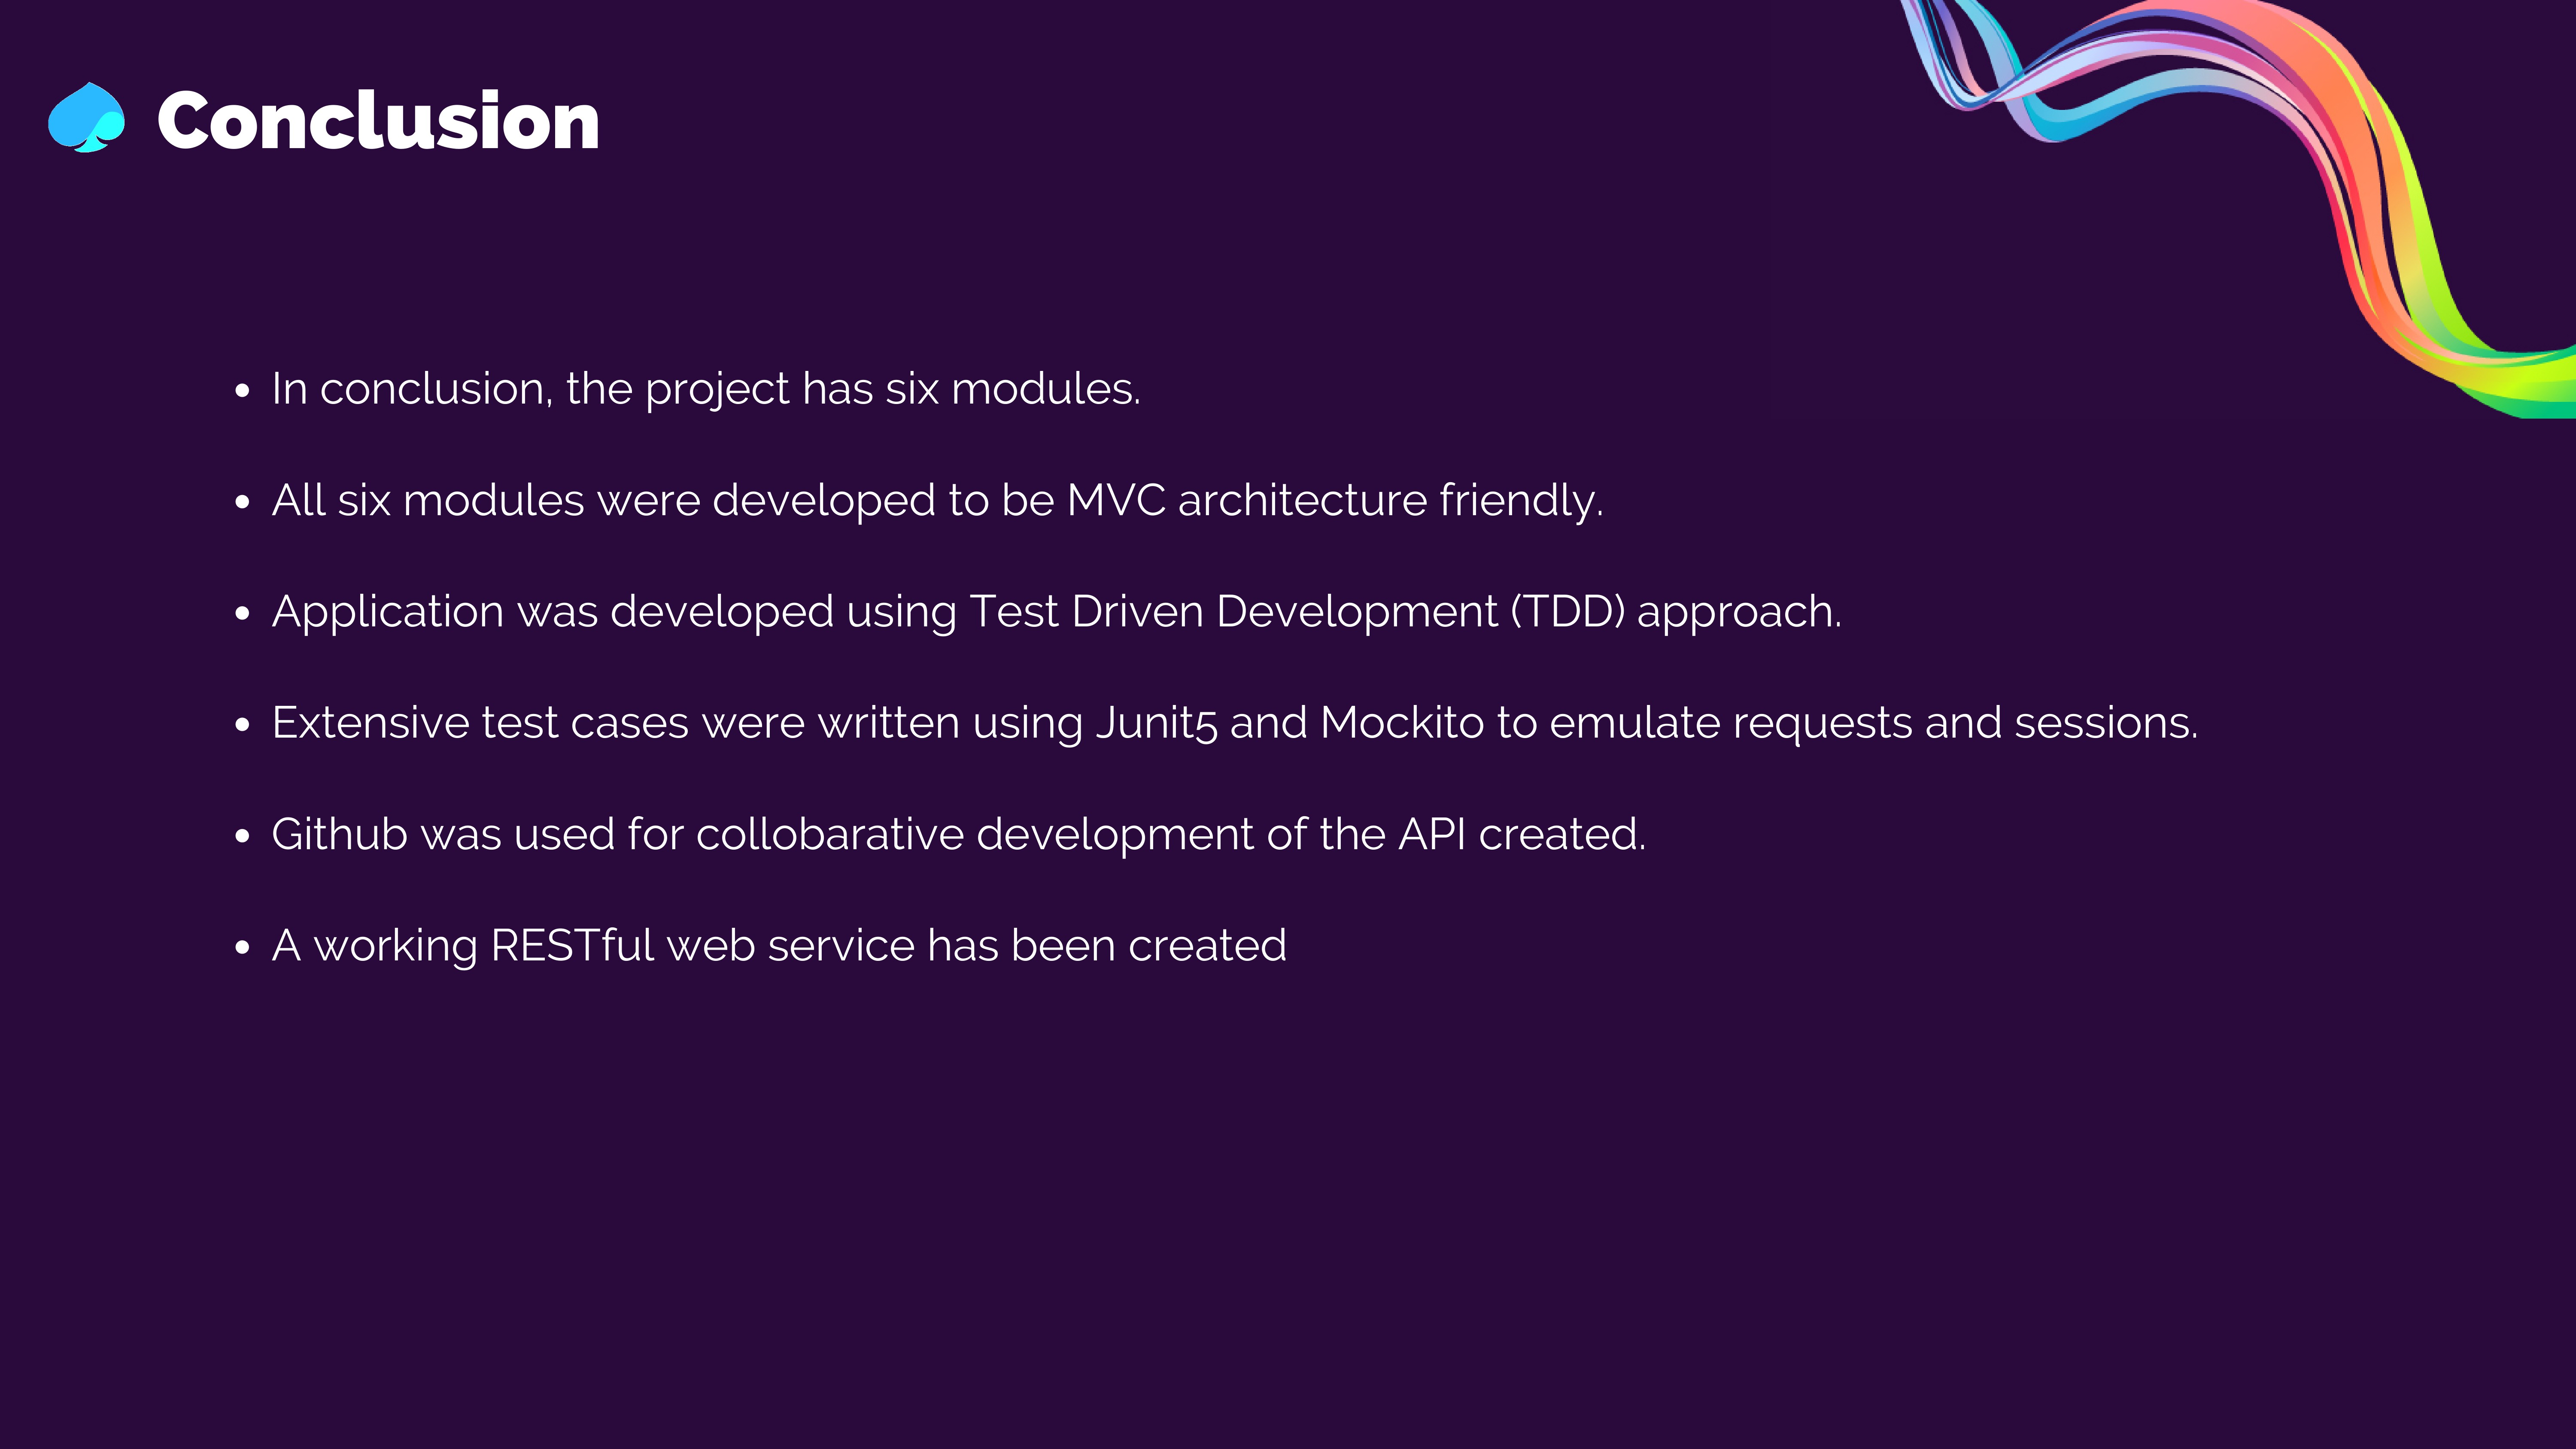 Conclusion
• In conclusion, the project has six modules.
• All six modules were developed to be MVC architecture friendly.
• Application was developed using Test Driven Development (TDD) approach.
• Extensive test cases were written using Junit5 and Mockito to emulate requests and sessions.
• Github was used for collobarative development of the API created.
• A working RESTful web service has been created